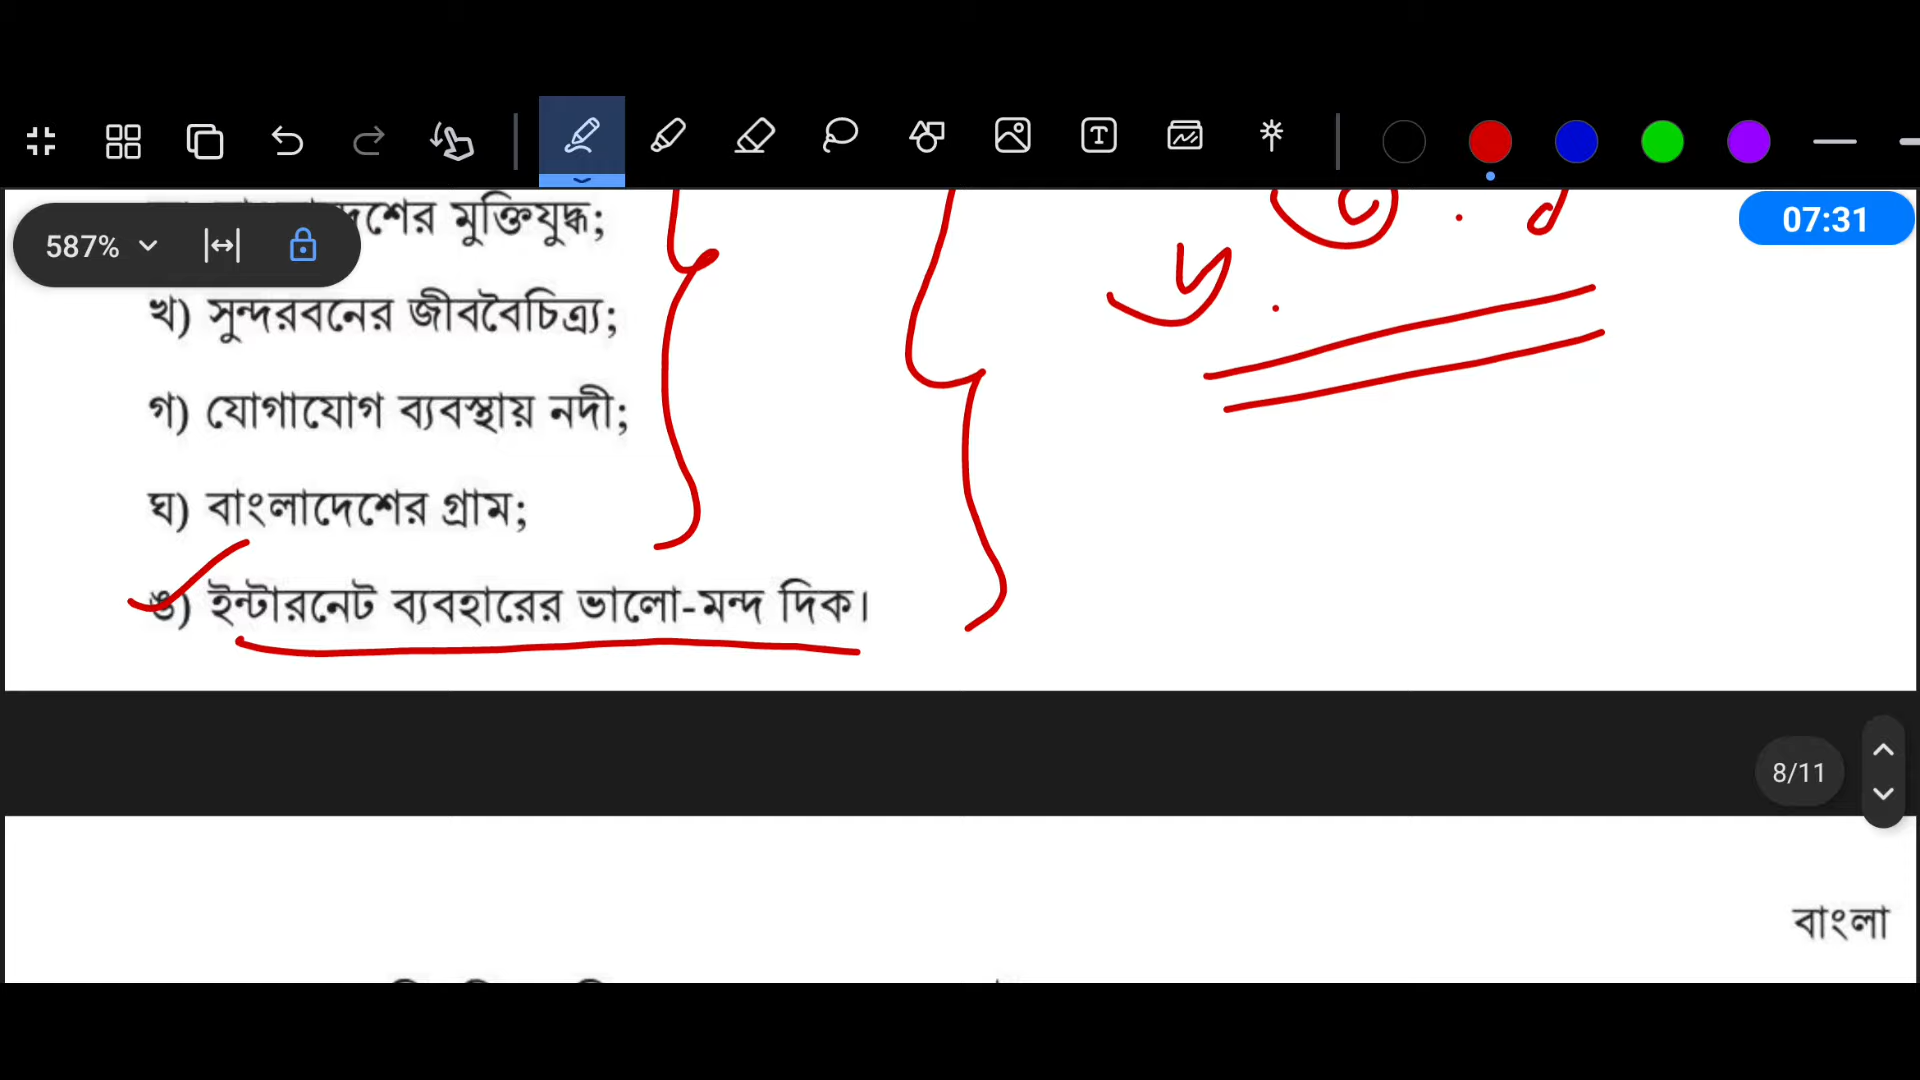 587%
07:31
মুক্তিযুদ্ধ;
খ) সুন্দরবনের জীববৈচিত্র্য;
গ) যোগাযোগ ব্যবস্থায় নদী;
ঘ) বাংলাদেশের গ্রাম;
ঙ) ইন্টারনেট ব্যবহারের ভালো-মন্দ দিক।
8/11
বাংলা